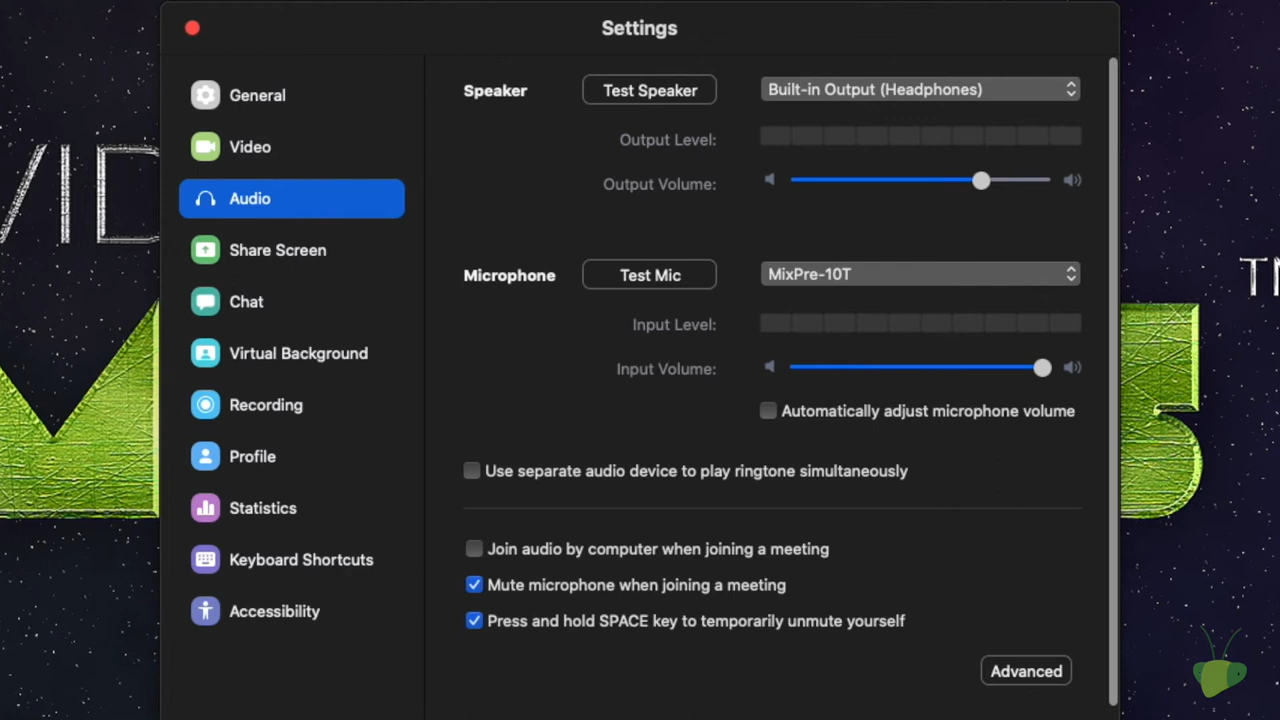 Settings
General
Video
Audio
Share Screen
Chat
Virtual Background
Recording
Profile
Statistics
Keyboard Shortcuts
Accessibility
Speaker
Test Speaker
Built-in Output (Headphones)
Output Level:
Output Volume:
Microphone
Test Mic
MixPre-10T
Input Level:
Input Volume:
Automatically adjust microphone volume
Use separate audio device to play ringtone simultaneously
Join audio by computer when joining a meeting
Mute microphone when joining a meeting
Press and hold SPACE key to temporarily unmute yourself
Advanced